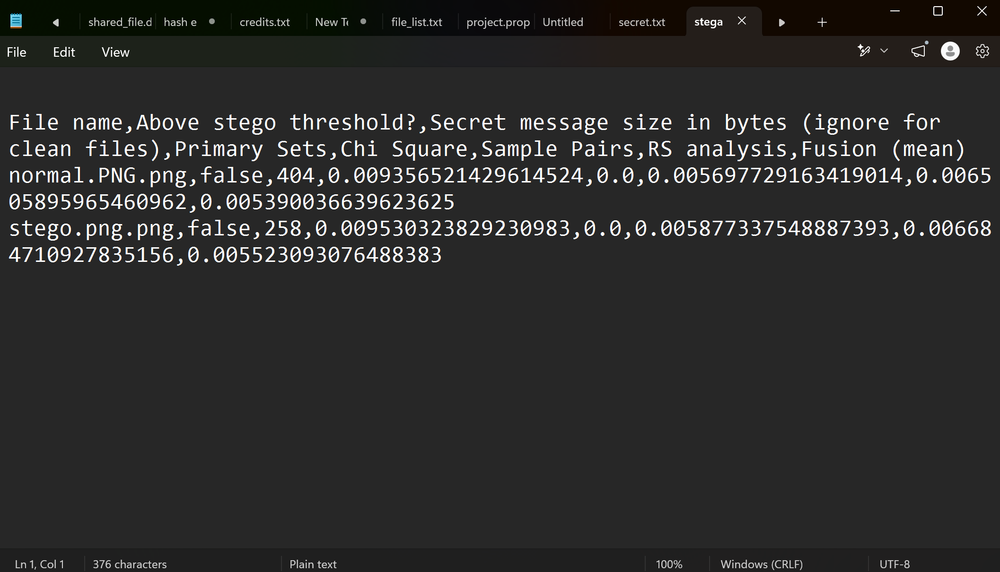 shared_file.d hash e credits.txt New Te file_list.txt project.prop Untitled secret.txt stega
File Edit View
File name,Above stego threshold?,Secret message size in bytes (ignore for
clean files),Primary Sets,Chi Square,Sample Pairs,RS analysis,Fusion (mean)
normal.PNG.png,false,404,0.009356521429614524,0.0,0.005697729163419014,0.0065
05895965460962,0.005390036639623625
stego.png.png,false,258,0.009530323829230983,0.0,0.005877337548887393,0.00668
4710927835156,0.005523093076488383
Ln 1, Col 1 376 characters Plain text 100% Windows (CRLF) UTF-8